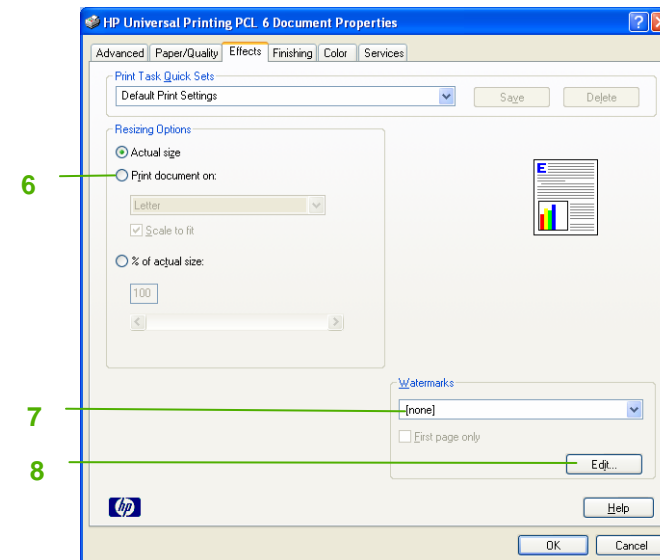 HP Universal Printing PCL 6 Document Properties
Advanced Paper/Quality Effects Finishing Color Services
Print Task Quick Sets
Default Print Settings
Save Delete
Resizing Options
Actual size
6
Print document on:
Letter
Scale to fit
% of actual size:
100
E
Watermarks
7
[none]
First page only
8
Edit...
hp
Help
OK Cancel